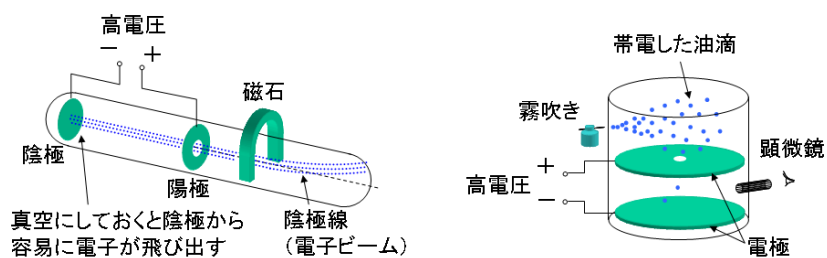 高電圧
− +
磁石
陰極
陽極
真空にしておくと陰極から
容易に電子が飛び出す
陰極線
（電子ビーム）
帯電した油滴
霧吹き
顕微鏡
+
高電圧
−
電極